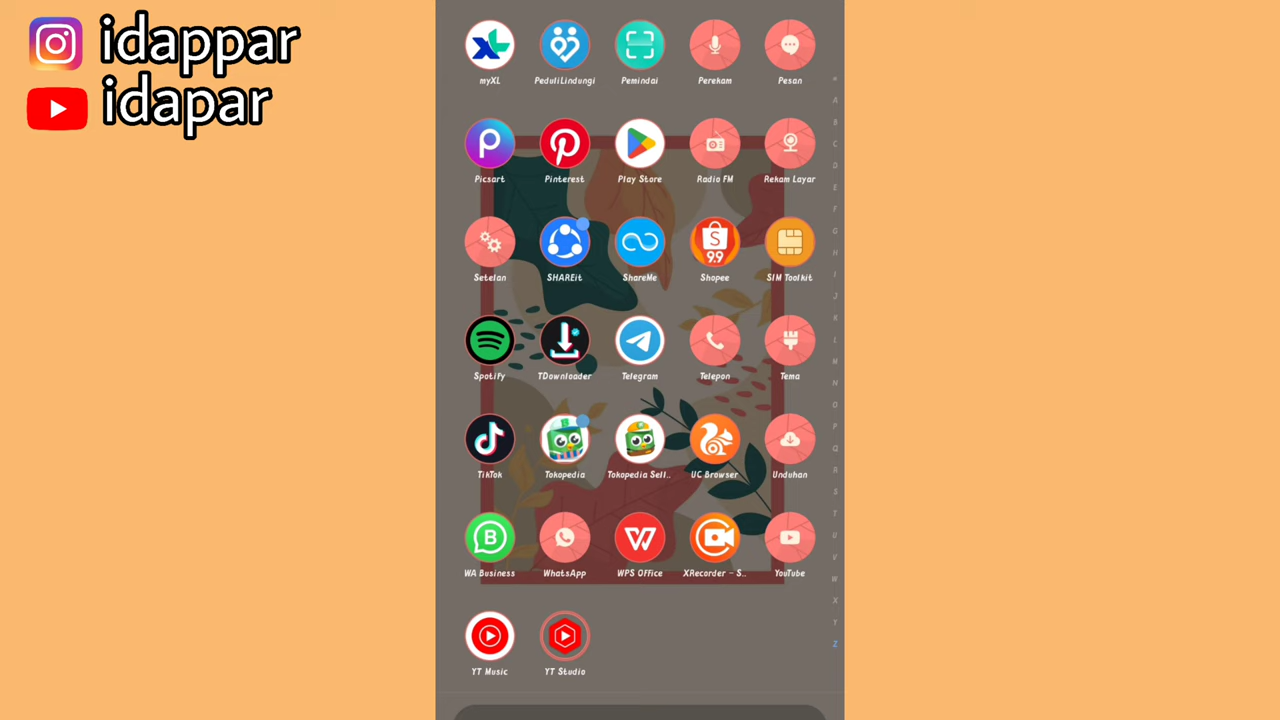 idappar
idapar
myXL PeduliLindungi Pemindai Perekam Pesan
Picsart Pinterest Play Store Radio FM Rekam Layar
S
9.9
Setelan SHAREit ShareMe Shopee SIM Toolkit
Spotify TDownloader Telegram Telepon Tema
TikTok Tokopedia Tokopedia Sell.. UC Browser Unduhan
B
WA Business WhatsApp WPS Office XRecorder - S.. YouTube
YT Music YT Studio
A
B
C
D
E
F
G
H
I
J
K
L
M
N
O
P
Q
R
S
T
U
V
W
X
Y
Z